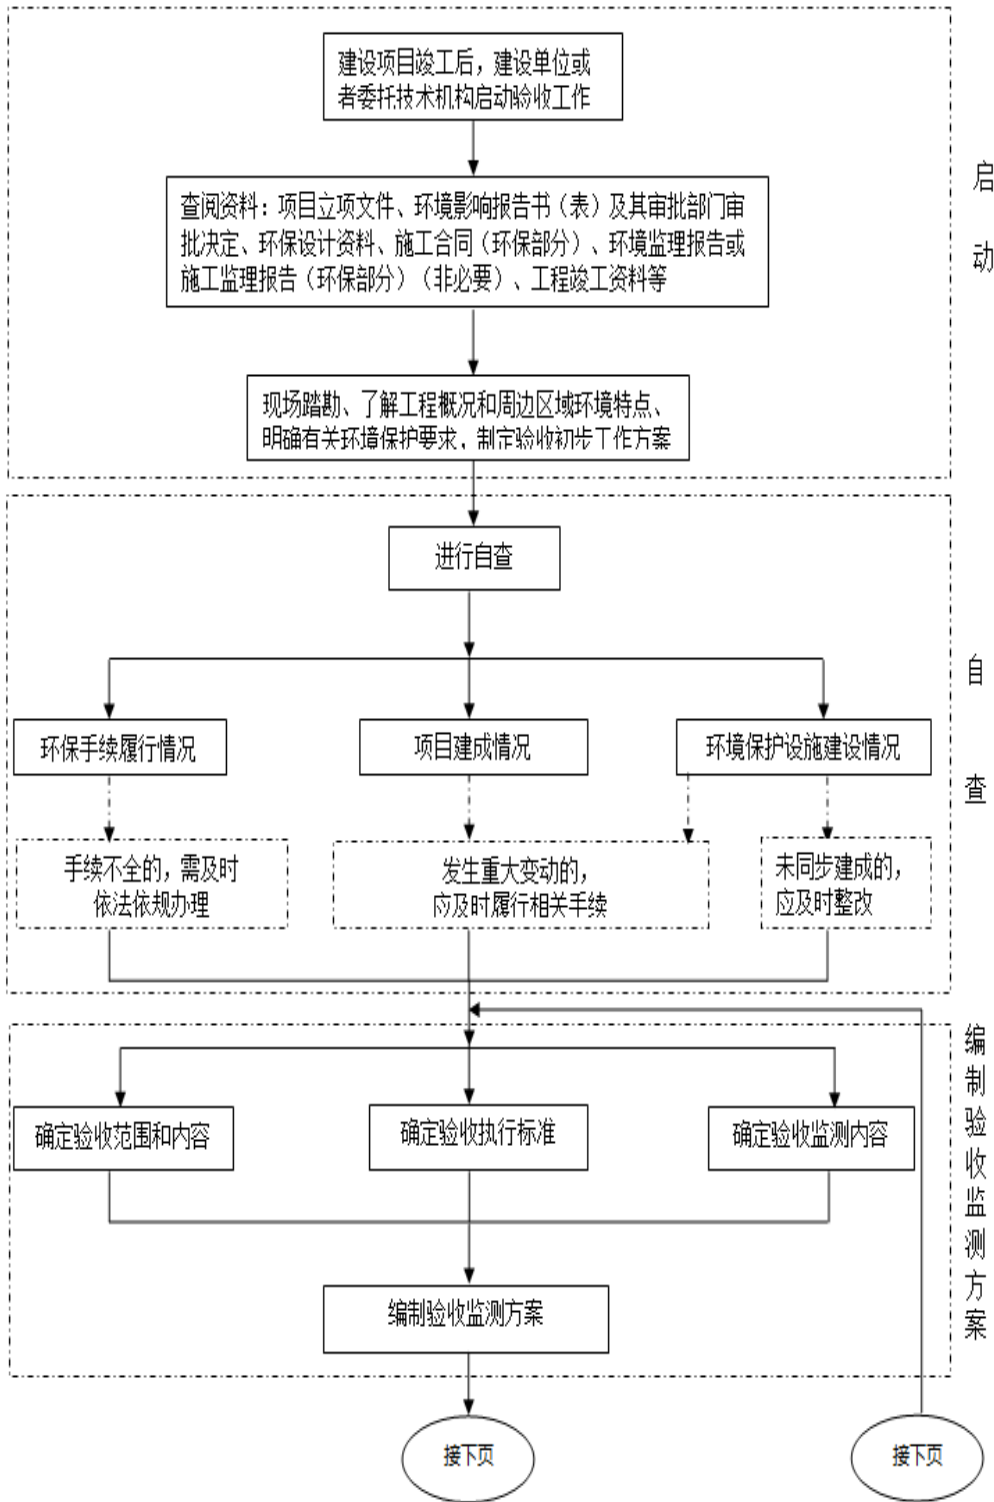 建设项目竣工后，建设单位或
者委托技术机构启动验收工作
查阅资料：项目立项文件、环境影响报告书（表）及其审批部门审
批决定、环保设计资料、施工合同（环保部分）、环境监理报告或
施工监理报告（环保部分）（非必要）、工程竣工资料等
现场踏勘、了解工程概况和周边区域环境特点、
明确有关环境保护要求，制定验收初步工作方案
启动
进行自查
环保手续履行情况
项目建成情况
环境保护设施建设情况
手续不全的，需及时
依法依规办理
发生重大变动的，
应及时履行相关手续
未同步建成的，
应及时整改
自查
确定验收范围和内容
确定验收执行标准
确定验收监测内容
编制验收监测方案
编制验收监测方案
接下页
接下页